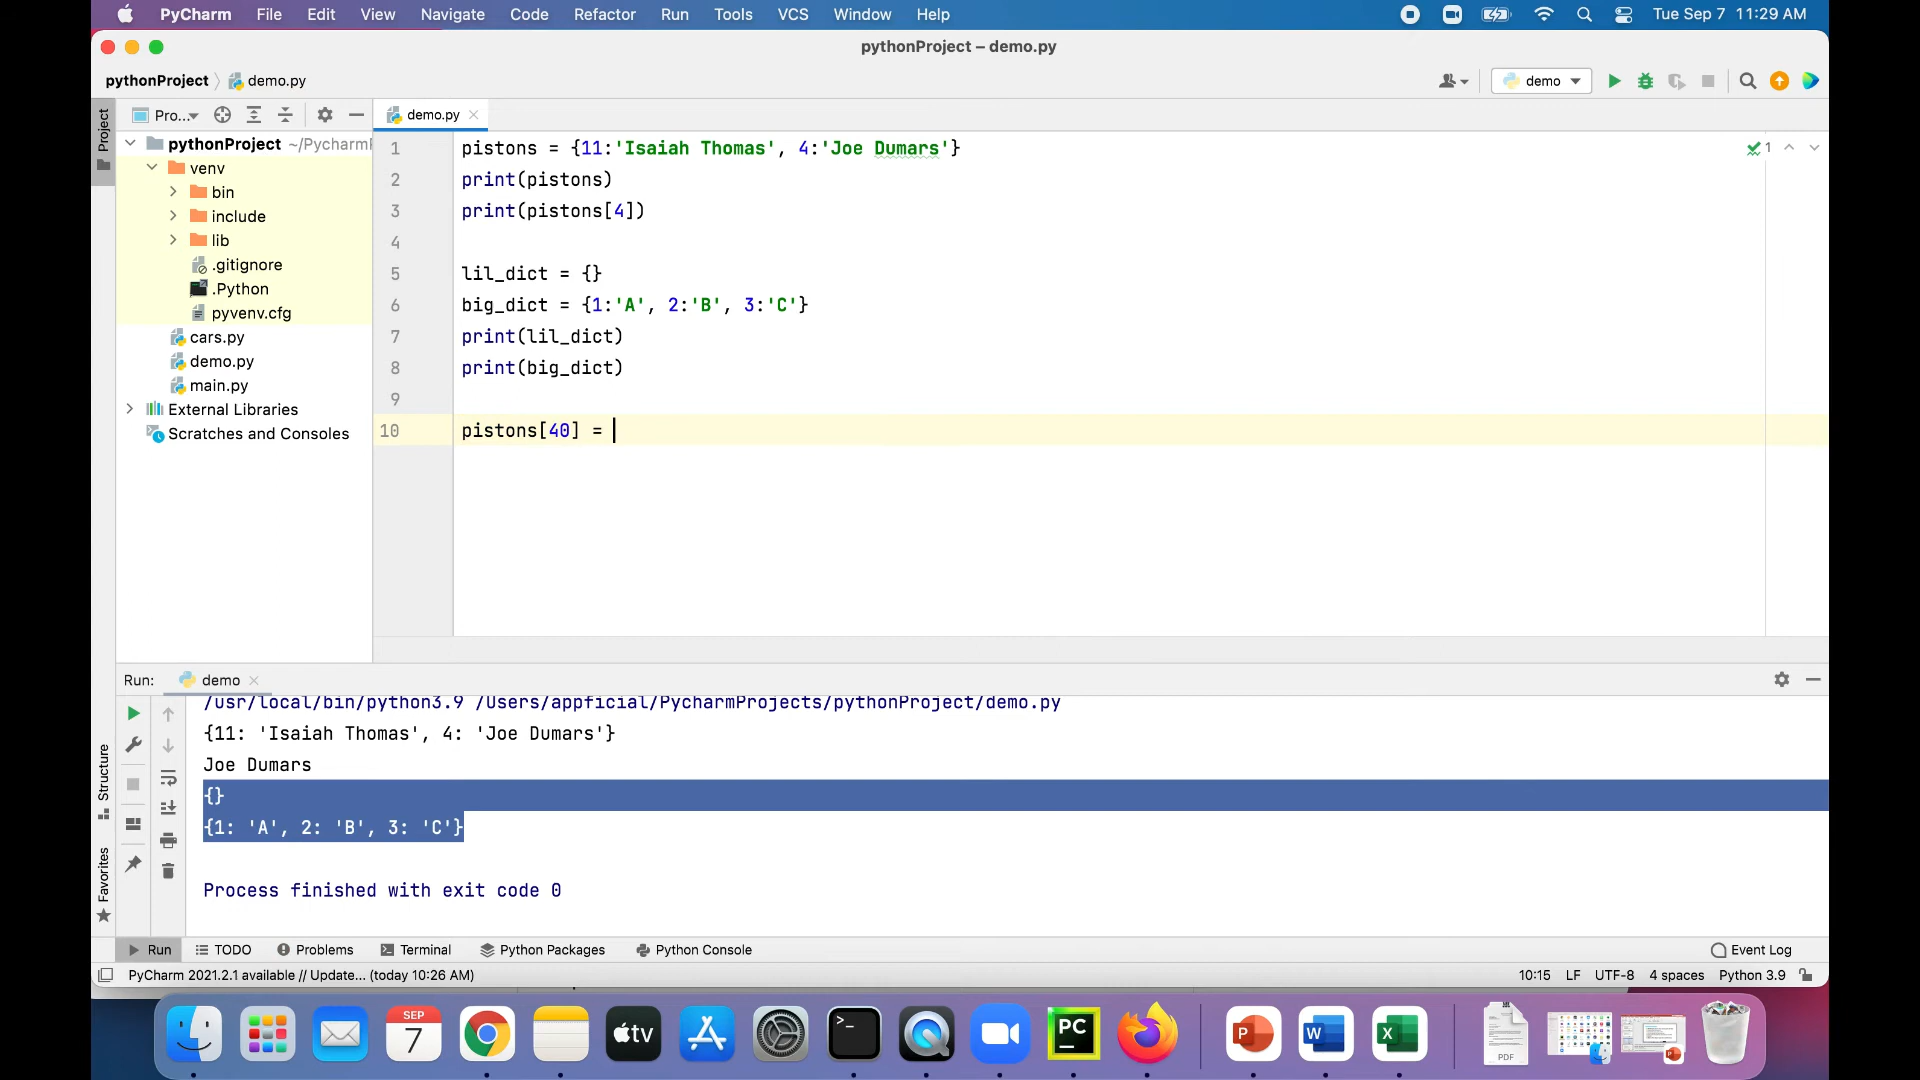 PyCharm File Edit View Navigate Code Refactor Run Tools VCS Window Help Tue Sep 7 11:29 AM
pythonProject – demo.py
pythonProject demo.py demo
Project Pro... demo.py
pythonProject ~/Pycharm
venv
bin
include
lib
.gitignore
.Python
pyvenv.cfg
cars.py
demo.py
main.py
External Libraries
Scratches and Consoles
1 pistons = {11:'Isaiah Thomas', 4:'Joe Dumars'} 1
2 print(pistons)
3 print(pistons[4])
4
5 lil_dict = {}
6 big_dict = {1:'A', 2:'B', 3:'C'}
7 print(lil_dict)
8 print(big_dict)
9
10 pistons[40] =
Run: demo
/usr/local/bin/python3.9 /Users/appficial/PycharmProjects/pythonProject/demo.py
{11: 'Isaiah Thomas', 4: 'Joe Dumars'}
Joe Dumars
{}
{1: 'A', 2: 'B', 3: 'C'}
Process finished with exit code 0
Structure
Favorites
Run TODO Problems Terminal Python Packages Python Console Event Log
PyCharm 2021.2.1 available // Update... (today 10:26 AM) 10:15 LF UTF-8 4 spaces Python 3.9
SEP
7
tv
>_
PC
P
W
X
PDF